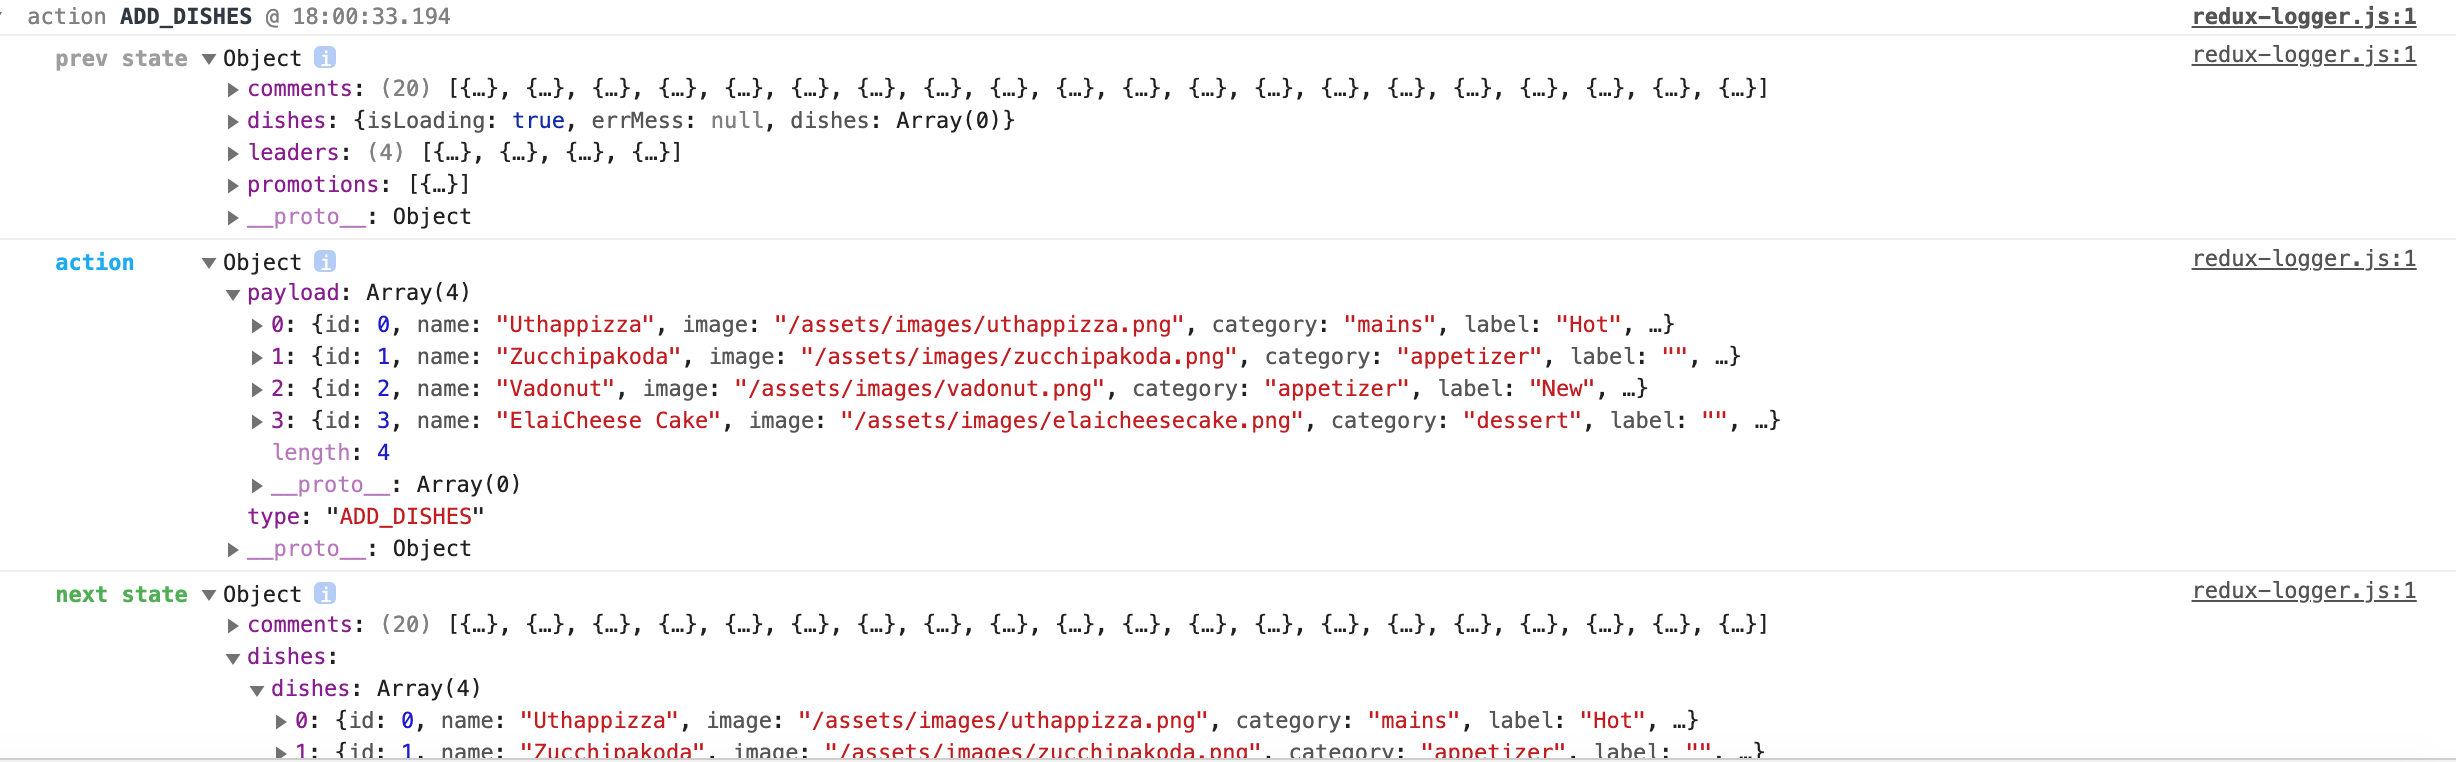 action ADD_DISHES @ 18:00:33.194 redux-logger.js:1
prev state ▼Object i redux-logger.js:1
▶comments: (20) [{…}, {…}, {…}, {…}, {…}, {…}, {…}, {…}, {…}, {…}, {…}, {…}, {…}, {…}, {…}, {…}, {…}, {…}, {…}, {…}]
▶dishes: {isLoading: true, errMess: null, dishes: Array(0)}
▶leaders: (4) [{…}, {…}, {…}, {…}]
▶promotions: [{…}]
▶__proto__: Object
action ▼Object i redux-logger.js:1
▼payload: Array(4)
▶0: {id: 0, name: "Uthappizza", image: "/assets/images/uthappizza.png", category: "mains", label: "Hot", …}
▶1: {id: 1, name: "Zucchipakoda", image: "/assets/images/zucchipakoda.png", category: "appetizer", label: "", …}
▶2: {id: 2, name: "Vadonut", image: "/assets/images/vadonut.png", category: "appetizer", label: "New", …}
▶3: {id: 3, name: "ElaiCheese Cake", image: "/assets/images/elaicheesecake.png", category: "dessert", label: "", …}
length: 4
▶__proto__: Array(0)
type: "ADD_DISHES"
▶__proto__: Object
next state ▼Object i redux-logger.js:1
▶comments: (20) [{…}, {…}, {…}, {…}, {…}, {…}, {…}, {…}, {…}, {…}, {…}, {…}, {…}, {…}, {…}, {…}, {…}, {…}, {…}, {…}]
▼dishes:
▼dishes: Array(4)
▶0: {id: 0, name: "Uthappizza", image: "/assets/images/uthappizza.png", category: "mains", label: "Hot", …}
▶1: {id: 1, name: "Zucchipakoda", image: "/assets/images/zucchipakoda.png", category: "appetizer", label: "", …}